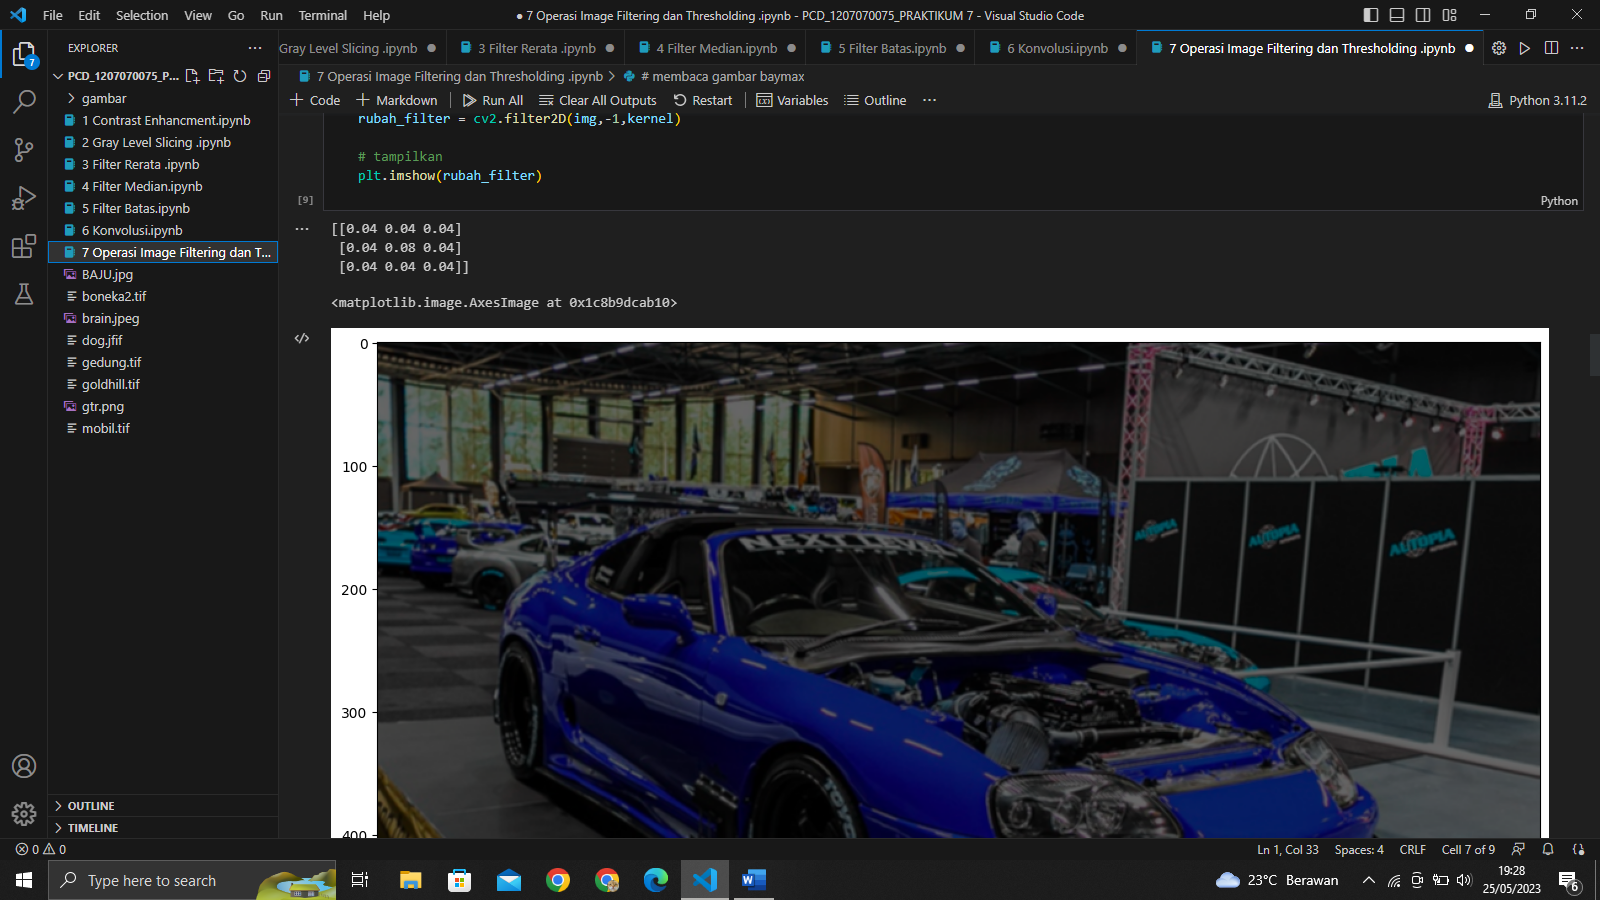 File Edit Selection View Go Run Terminal Help
● 7 Operasi Image Filtering dan Thresholding .ipynb - PCD_1207070075_PRAKTIKUM 7 - Visual Studio Code
EXPLORER
Gray Level Slicing .ipynb
3 Filter Rerata .ipynb
4 Filter Median.ipynb
5 Filter Batas.ipynb
6 Konvolusi.ipynb
7 Operasi Image Filtering dan Thresholding .ipynb
PCD_1207070075_P...
7 Operasi Image Filtering dan Thresholding .ipynb > # membaca gambar baymax
+ Code + Markdown Run All Clear All Outputs Restart Variables Outline ... Python 3.11.2
7
gambar
1 Contrast Enhancment.ipynb
2 Gray Level Slicing .ipynb
3 Filter Rerata .ipynb
4 Filter Median.ipynb
5 Filter Batas.ipynb
6 Konvolusi.ipynb
7 Operasi Image Filtering dan T...
BAJU.jpg
boneka2.tif
brain.jpeg
dog.jfif
gedung.tif
goldhill.tif
gtr.png
mobil.tif
OUTLINE
TIMELINE
rubah_filter = cv2.filter2D(img,-1,kernel)
# tampilkan
plt.imshow(rubah_filter)
[9]
Python
[[0.04 0.04 0.04]
[0.04 0.08 0.04]
[0.04 0.04 0.04]]
<matplotlib.image.AxesImage at 0x1c8b9dcab10>
0
100
200
300
400
AUTOPIA
AUTOPIA
AUTOPIA
TOYO
0 0
Ln 1, Col 33 Spaces: 4 CRLF Cell 7 of 9
Type here to search
23°C Berawan
19:28
25/05/2023
6